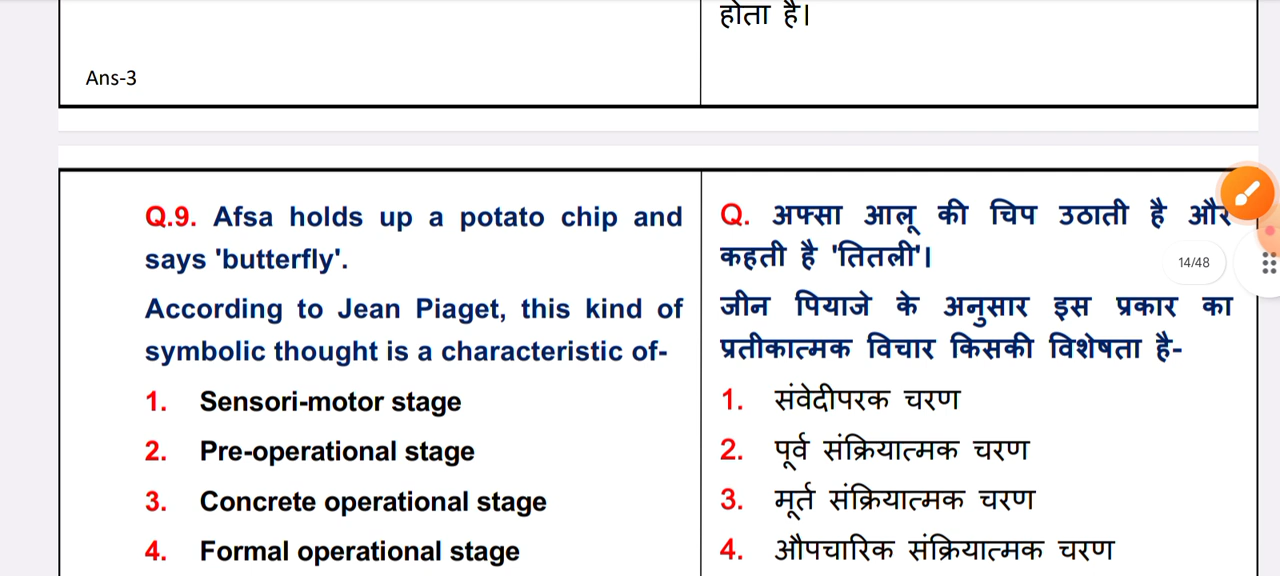 होता है।
Ans-3
Q.9. Afsa holds up a potato chip and
says 'butterfly'.
According to Jean Piaget, this kind of
symbolic thought is a characteristic of-
1. Sensori-motor stage
2. Pre-operational stage
3. Concrete operational stage
4. Formal operational stage
Q. अफ्सा आलू की चिप उठाती है और
कहती है 'तितली'।
जीन पियाजे के अनुसार इस प्रकार का
प्रतीकात्मक विचार किसकी विशेषता है-
1. संवेदीपरक चरण
2. पूर्व संक्रियात्मक चरण
3. मूर्त संक्रियात्मक चरण
4. औपचारिक संक्रियात्मक चरण
14/48